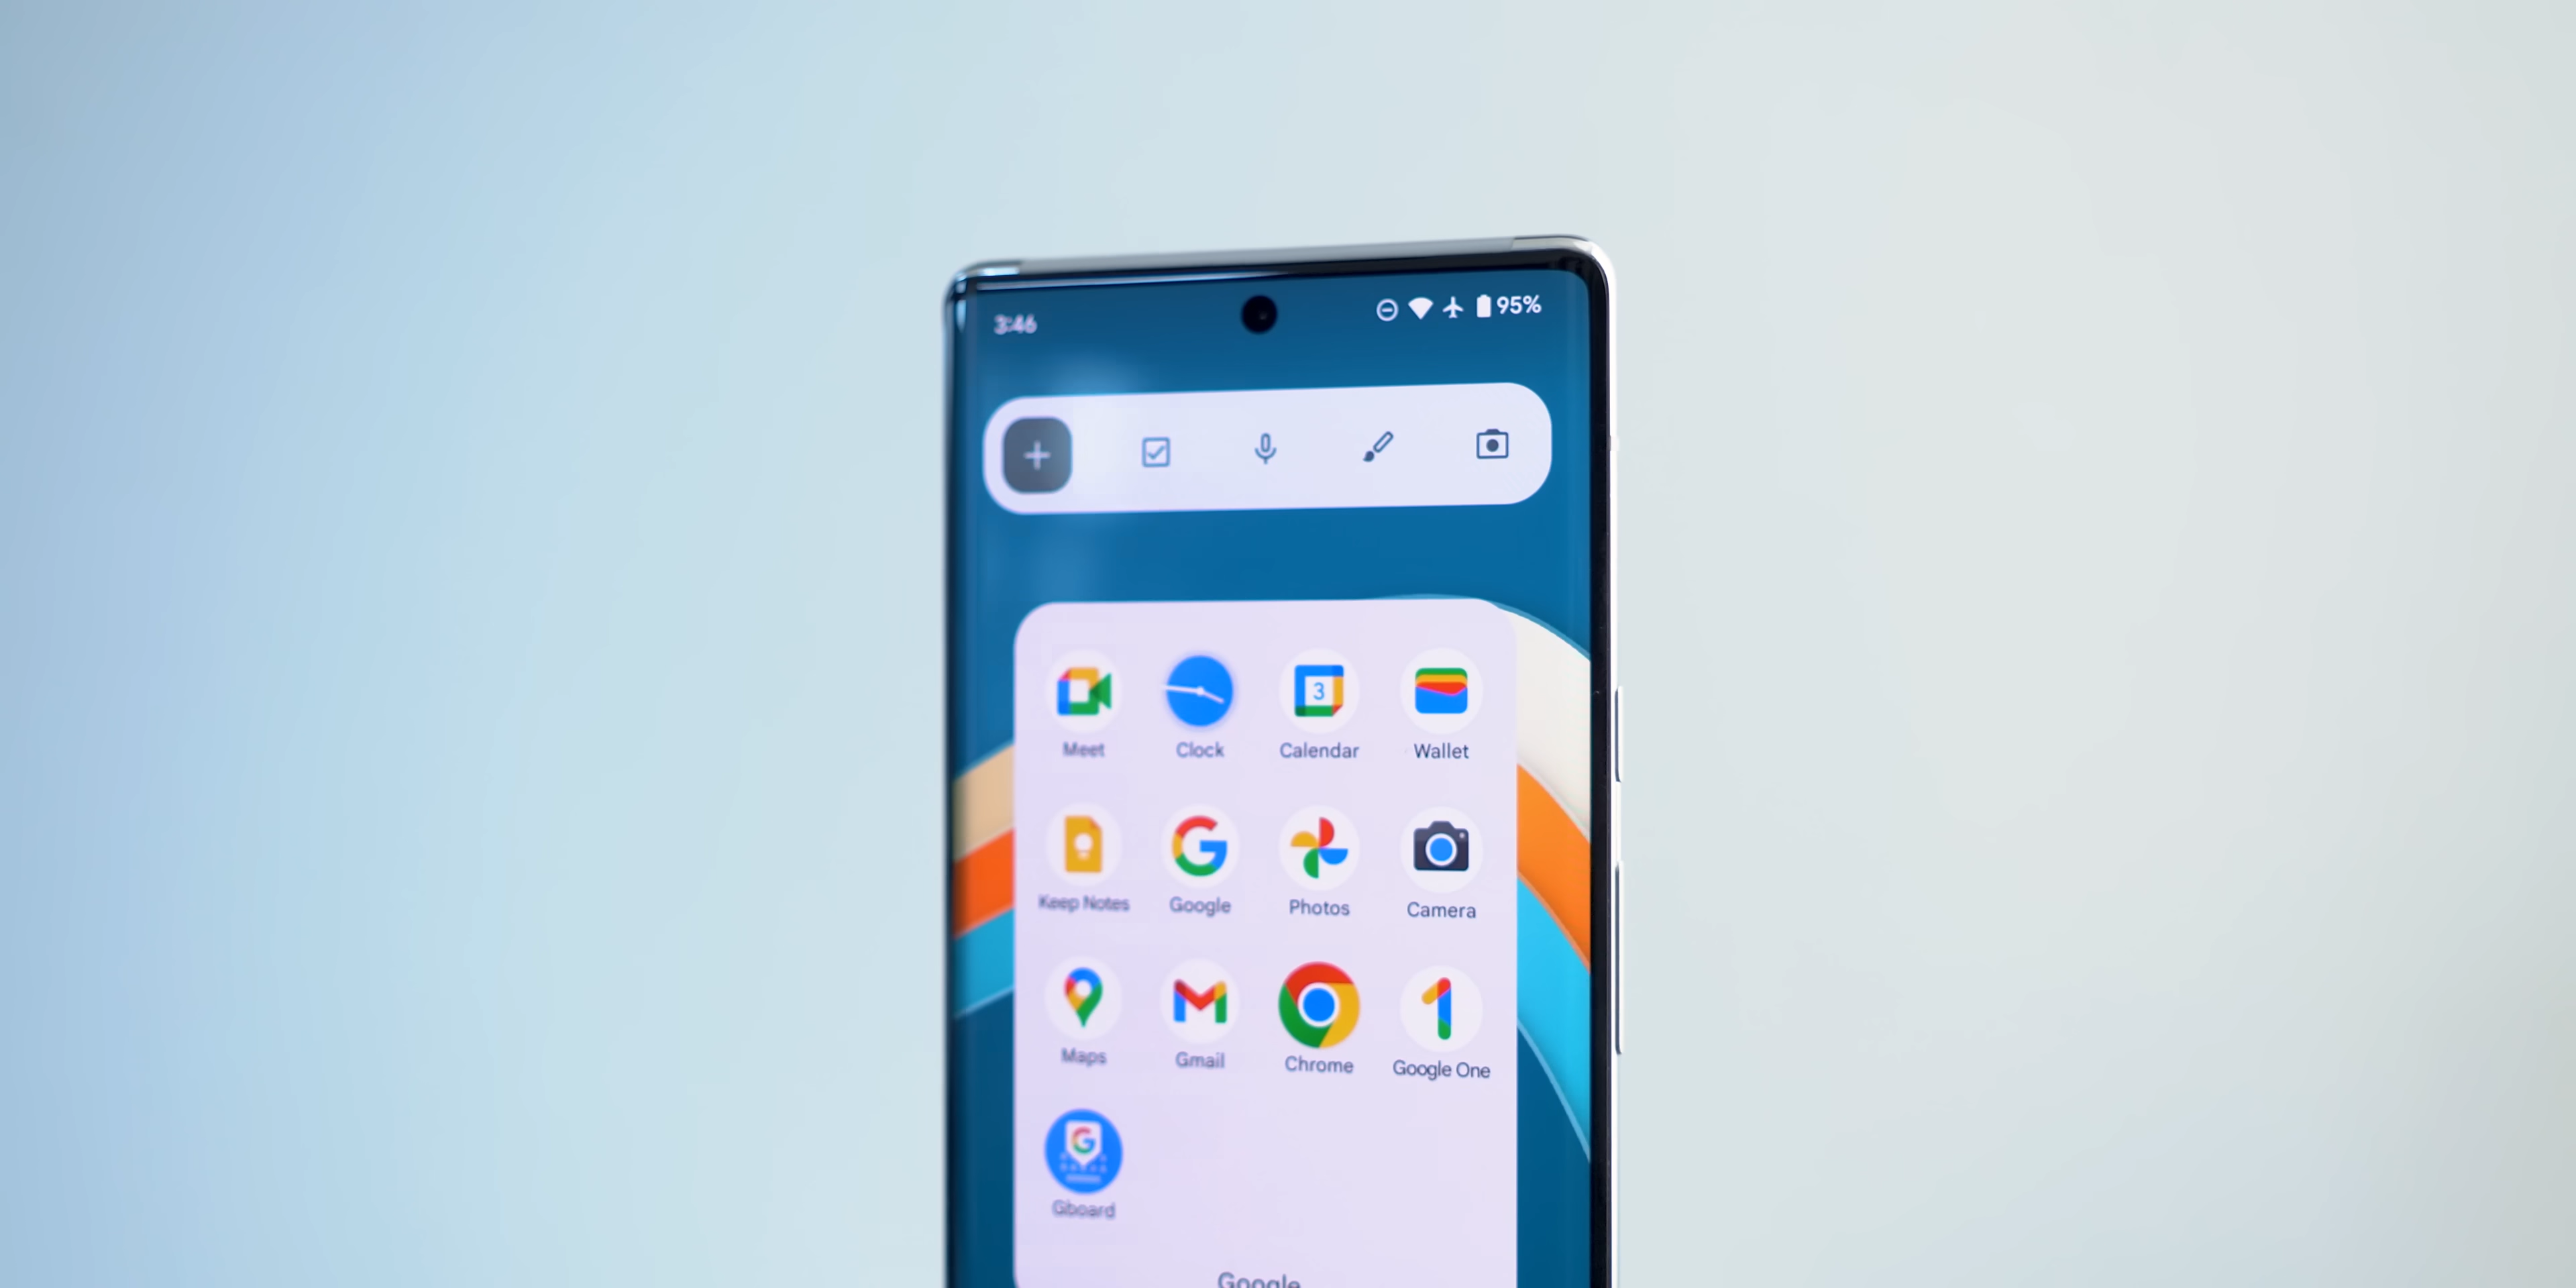 3:46 95%
3
Meet Clock Calendar Wallet
Keep Notes Google Photos Camera
Maps Gmail Chrome Google One
G
Gboard
Google